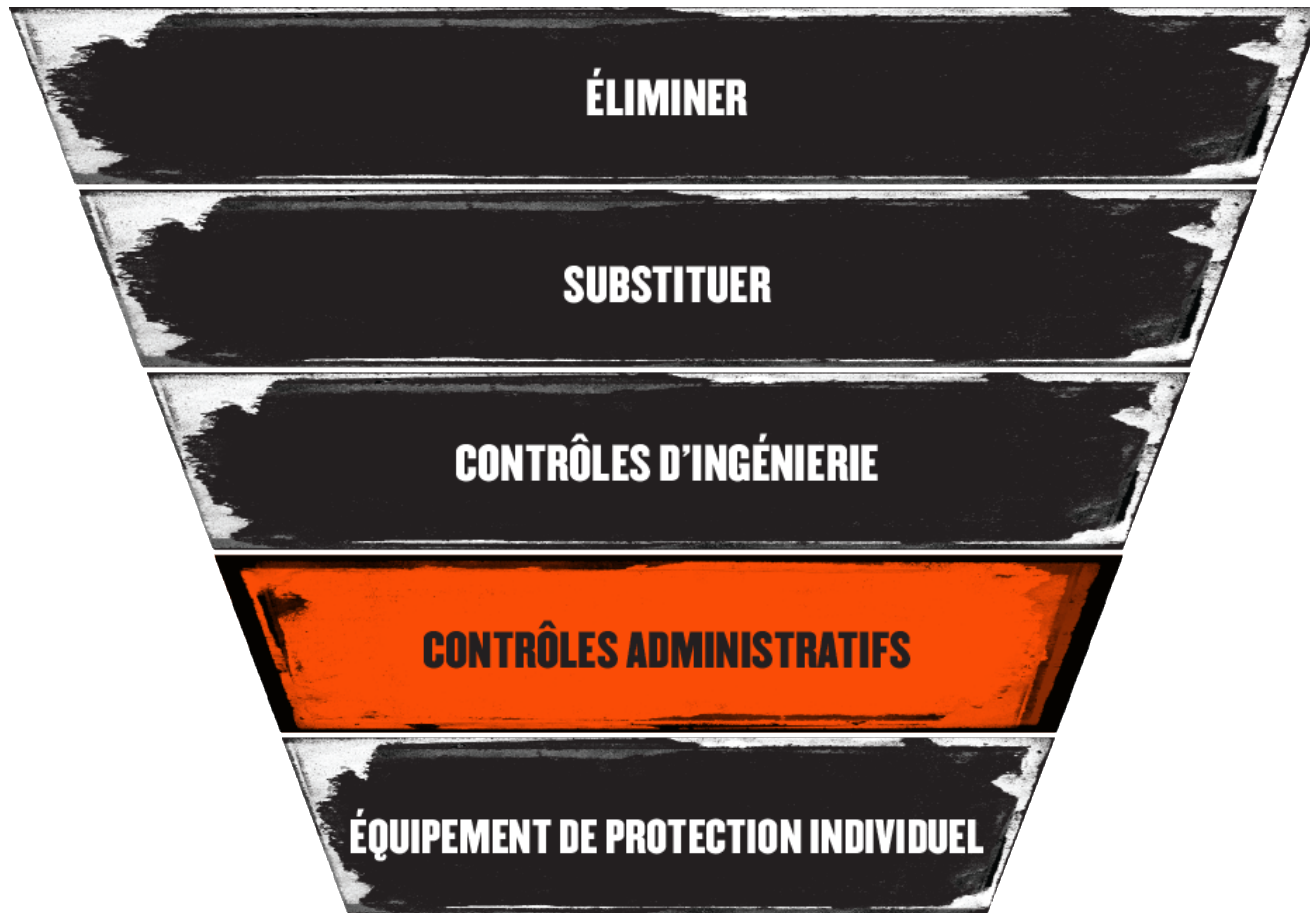 ÉLIMINER
SUBSTITUER
CONTRÔLES D'INGÉNIERIE
CONTRÔLES ADMINISTRATIFS
ÉQUIPEMENT DE PROTECTION INDIVIDUEL